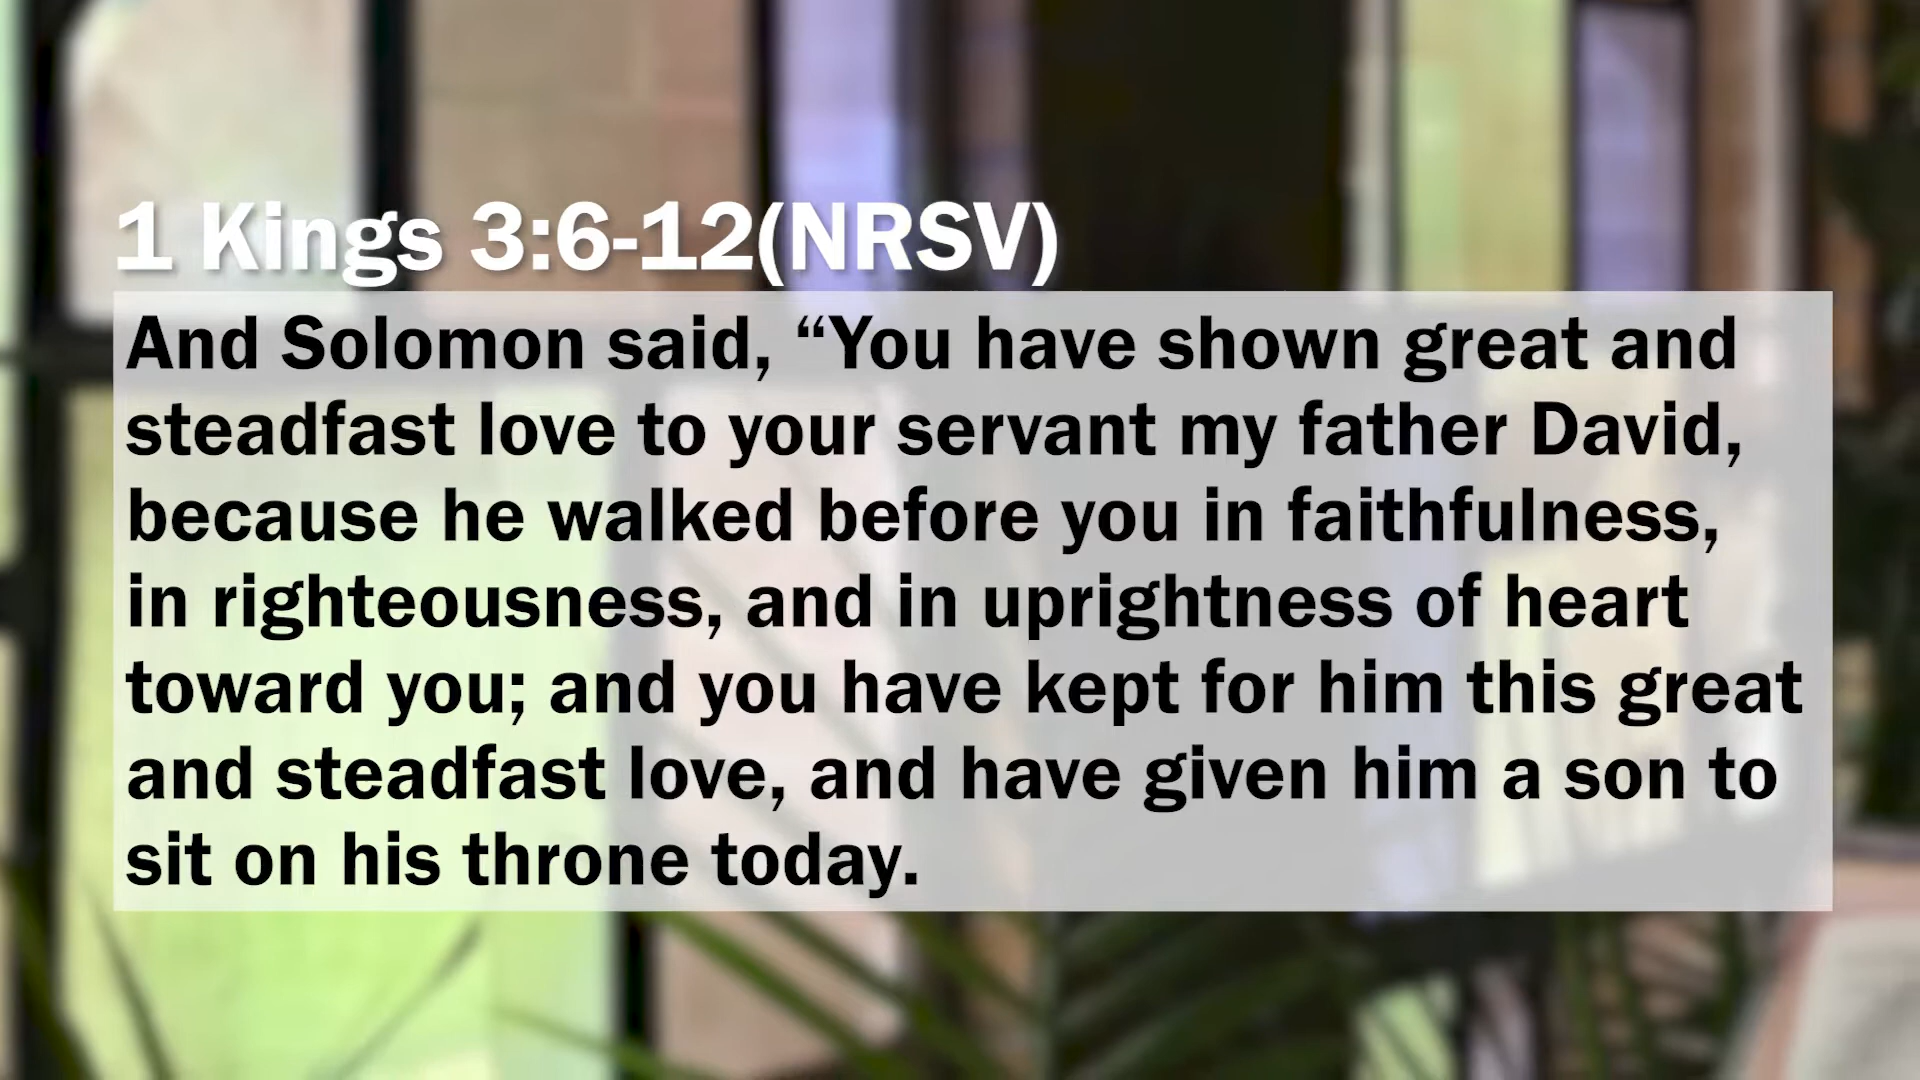 1 Kings 3:6-12(NRSV)
And Solomon said, “You have shown great and
steadfast love to your servant my father David,
because he walked before you in faithfulness,
in righteousness, and in uprightness of heart
toward you; and you have kept for him this great
and steadfast love, and have given him a son to
sit on his throne today.